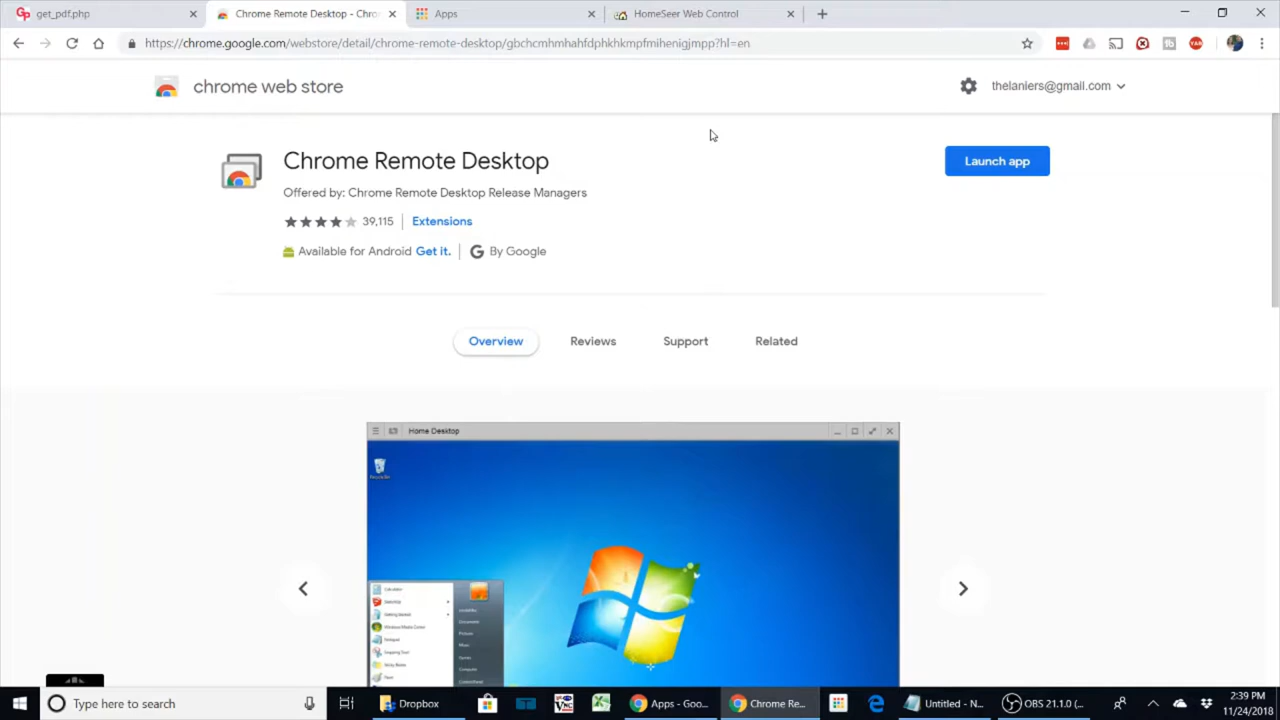 get_pdf.php
Chrome Remote Desktop - Chro
Apps
HomeSeer Web Control
https://chrome.google.com/webstore/detail/chrome-remote-desktop/gbchcmhmhahfdphkhkmpfmihenigjmpp?hl=en
chrome web store
thelaniers@gmail.com
Chrome Remote Desktop
Launch app
Offered by: Chrome Remote Desktop Release Managers
39,115
Extensions
Available for Android Get it.
By Google
Overview
Reviews
Support
Related
Home Desktop
Type here to search
Dropbox
Apps - Goo...
Chrome Re...
Untitled - N...
OBS 21.1.0 (...
2:39 PM
11/24/2018